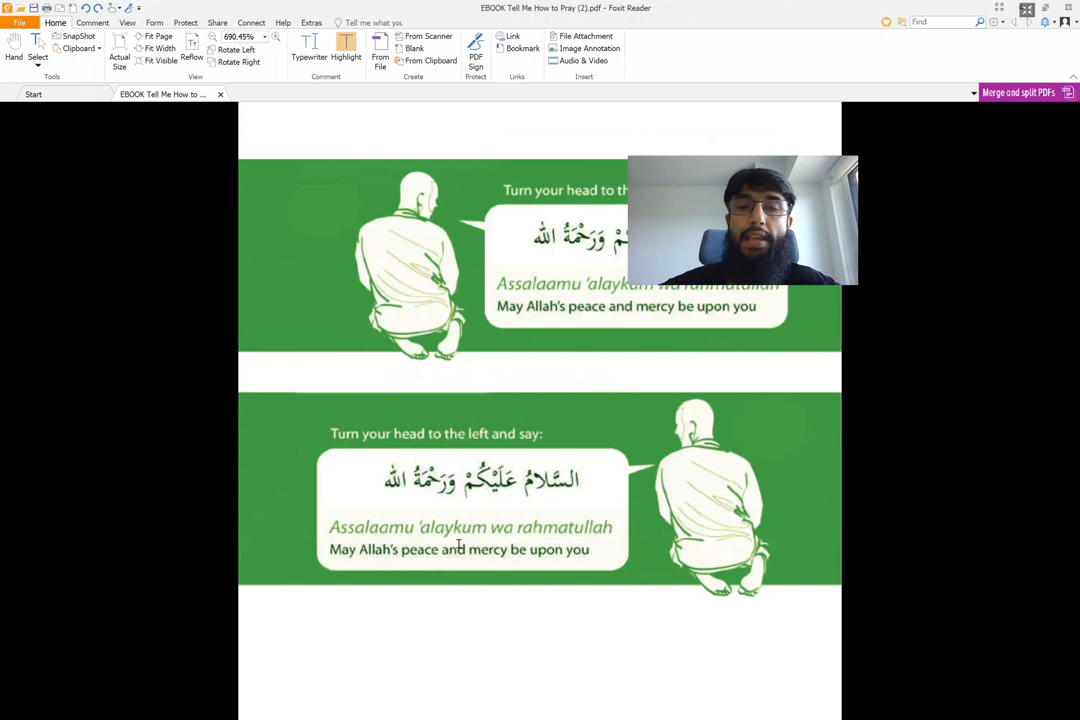 EBOOK Tell Me How to Pray (2).pdf - Foxit Reader
File Home Comment View Form Protect Share Connect Help Extras Tell me what you Find
Hand Select SnapShot Clipboard Actual Size Fit Page Fit Width Fit Visible Reflow 690.45% Rotate Left Rotate Right Typewriter Highlight From File From Scanner Blank From Clipboard PDF Sign Link Bookmark File Attachment Image Annotation Audio & Video
Tools View Comment Create Protect Links Insert
Start EBOOK Tell Me How to ... Merge and split PDFs
Turn your head to
وَرَحْمَةُ الله
Assalaamu 'alaykum wa rahmatullah
May Allah's peace and mercy be upon you
Turn your head to the left and say:
السَّلامُ عَلَيْكُمْ وَرَحْمَةُ الله
Assalaamu 'alaykum wa rahmatullah
May Allah's peace and mercy be upon you